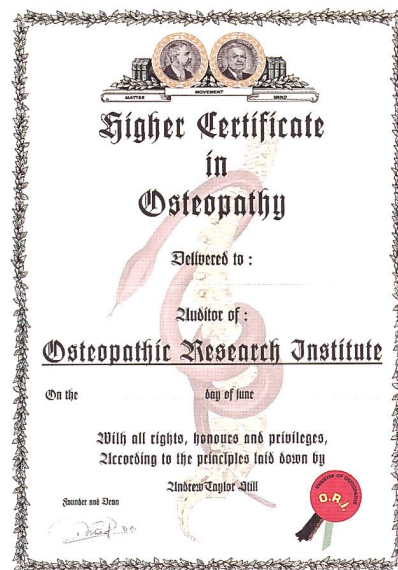 MATTER MOVEMENT MIND
Higher Certificate
in
Osteopathy
Delivered to :
Auditor of :
Osteopathic Research Institute
On the day of june
With all rights, honours and privileges,
According to the principles laid down by
Andrew Taylor Still
Founder and Dean
D.O.
O.R.I.